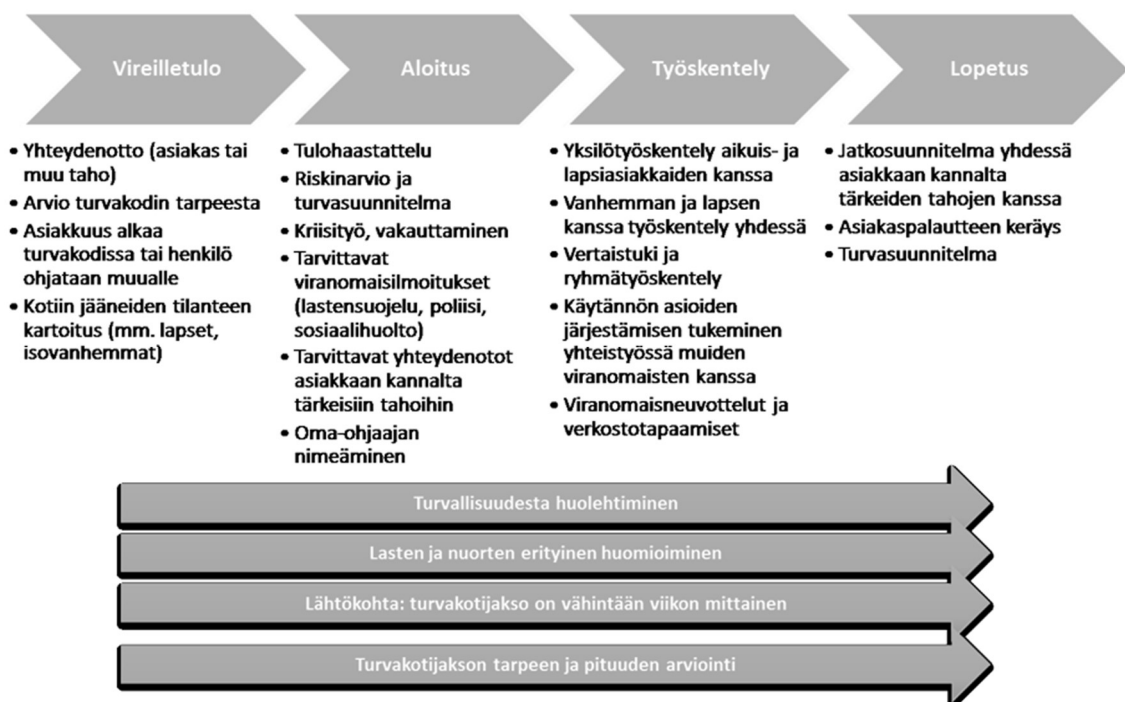 Vireilletulo
Aloitus
Työskentely
Lopetus
• Yhteydenotto (asiakas tai
muu taho)
• Arvio turvakodin tarpeesta
• Asiakkuus alkaa
turvakodissa tai henkilö
ohjataan muualle
• Kotiin jääneiden tilanteen
kartoitus (mm. lapset,
isovanhemmat)
• Tulohaastattelu
• Riskinarvio ja
turvasuunnitelma
• Kriisityö, vakauttaminen
• Tarvittavat
viranomaisilmoitukset
(lastensuojelu, poliisi,
sosiaalihuolto)
• Tarvittavat yhteydenotot
asiakkaan kannalta
tärkeisiin tahoihin
• Oma-ohjaajan
nimeäminen
• Yksilötyöskentely aikuis- ja
lapsiasiakkaiden kanssa
• Vanhemman ja lapsen
kanssa työskentely yhdessä
• Vertaistuki ja
ryhmätyöskentely
• Käytännön asioiden
järjestämisen tukeminen
yhteistyössä muiden
viranomaisten kanssa
• Viranomaisneuvottelut ja
verkostotapaamiset
• Jatkosuunnitelma yhdessä
asiakkaan kannalta
tärkeiden tahojen kanssa
• Asiakaspalautteen keräys
• Turvasuunnitelma
Turvallisuudesta huolehtiminen
Lasten ja nuorten erityinen huomioiminen
Lähtökohta: turvakotijakso on vähintään viikon mittainen
Turvakotijakson tarpeen ja pituuden arviointi